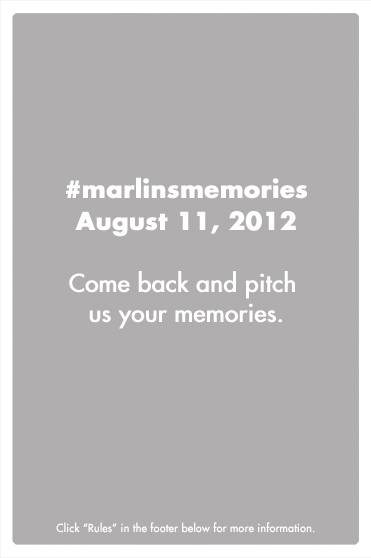 #marlinsmemories
August 11, 2012
Come back and pitch
us your memories.
Click “Rules” in the footer below for more information.